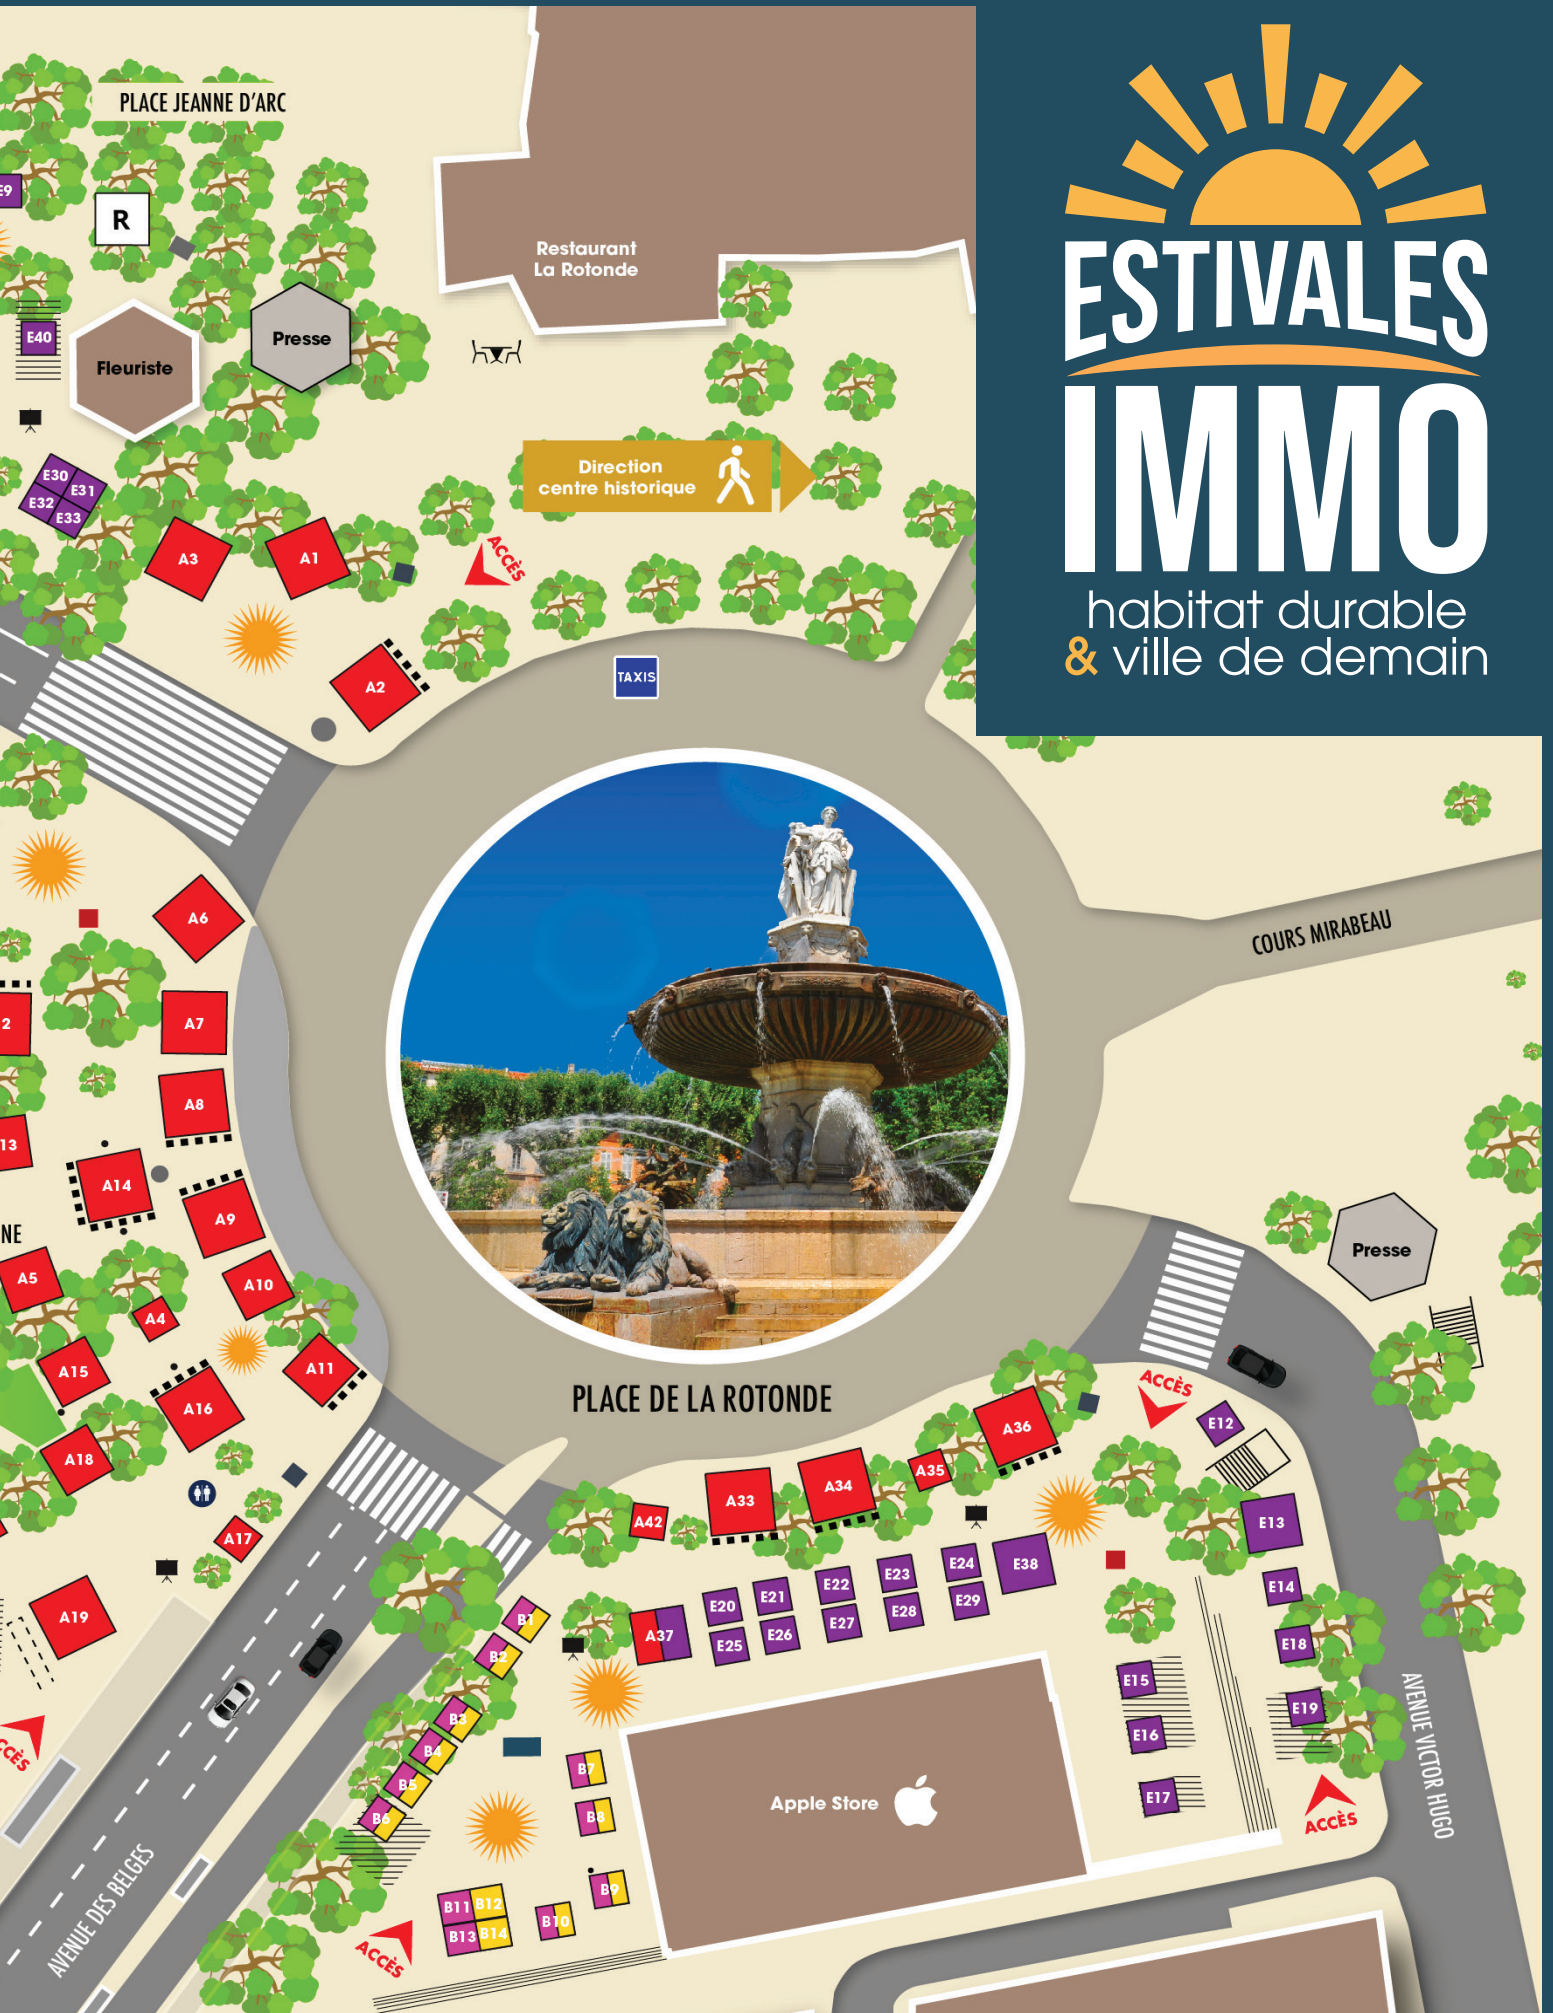 PLACE JEANNE D'ARC
ESTIVALES
IMMO
habitat durable
& ville de demain
E9
R
Restaurant
La Rotonde
E40
Fleuriste
Presse
Direction
centre historique
E30
E31
E32
E33
A3
A1
ACCÈS
A2
TAXIS
A6
COURS MIRABEAU
2
A7
A8
13
A14
A9
NE
A5
A10
A4
Presse
A15
A11
A16
PLACE DE LA ROTONDE
ACCÈS
E12
A36
A18
A35
A34
A33
A42
A17
E13
E38
E24
E23
E22
E21
E20
E29
E28
E27
E26
E25
E14
A19
A37
B1
B2
E18
E15
E19
E16
E17
B3
B4
B5
B6
B7
B8
Apple Store
AVENUE VICTOR HUGO
ACCÈS
CCÈS
AVENUE DES BELGES
B9
B10
B11
B12
B13
B14
ACCÈS